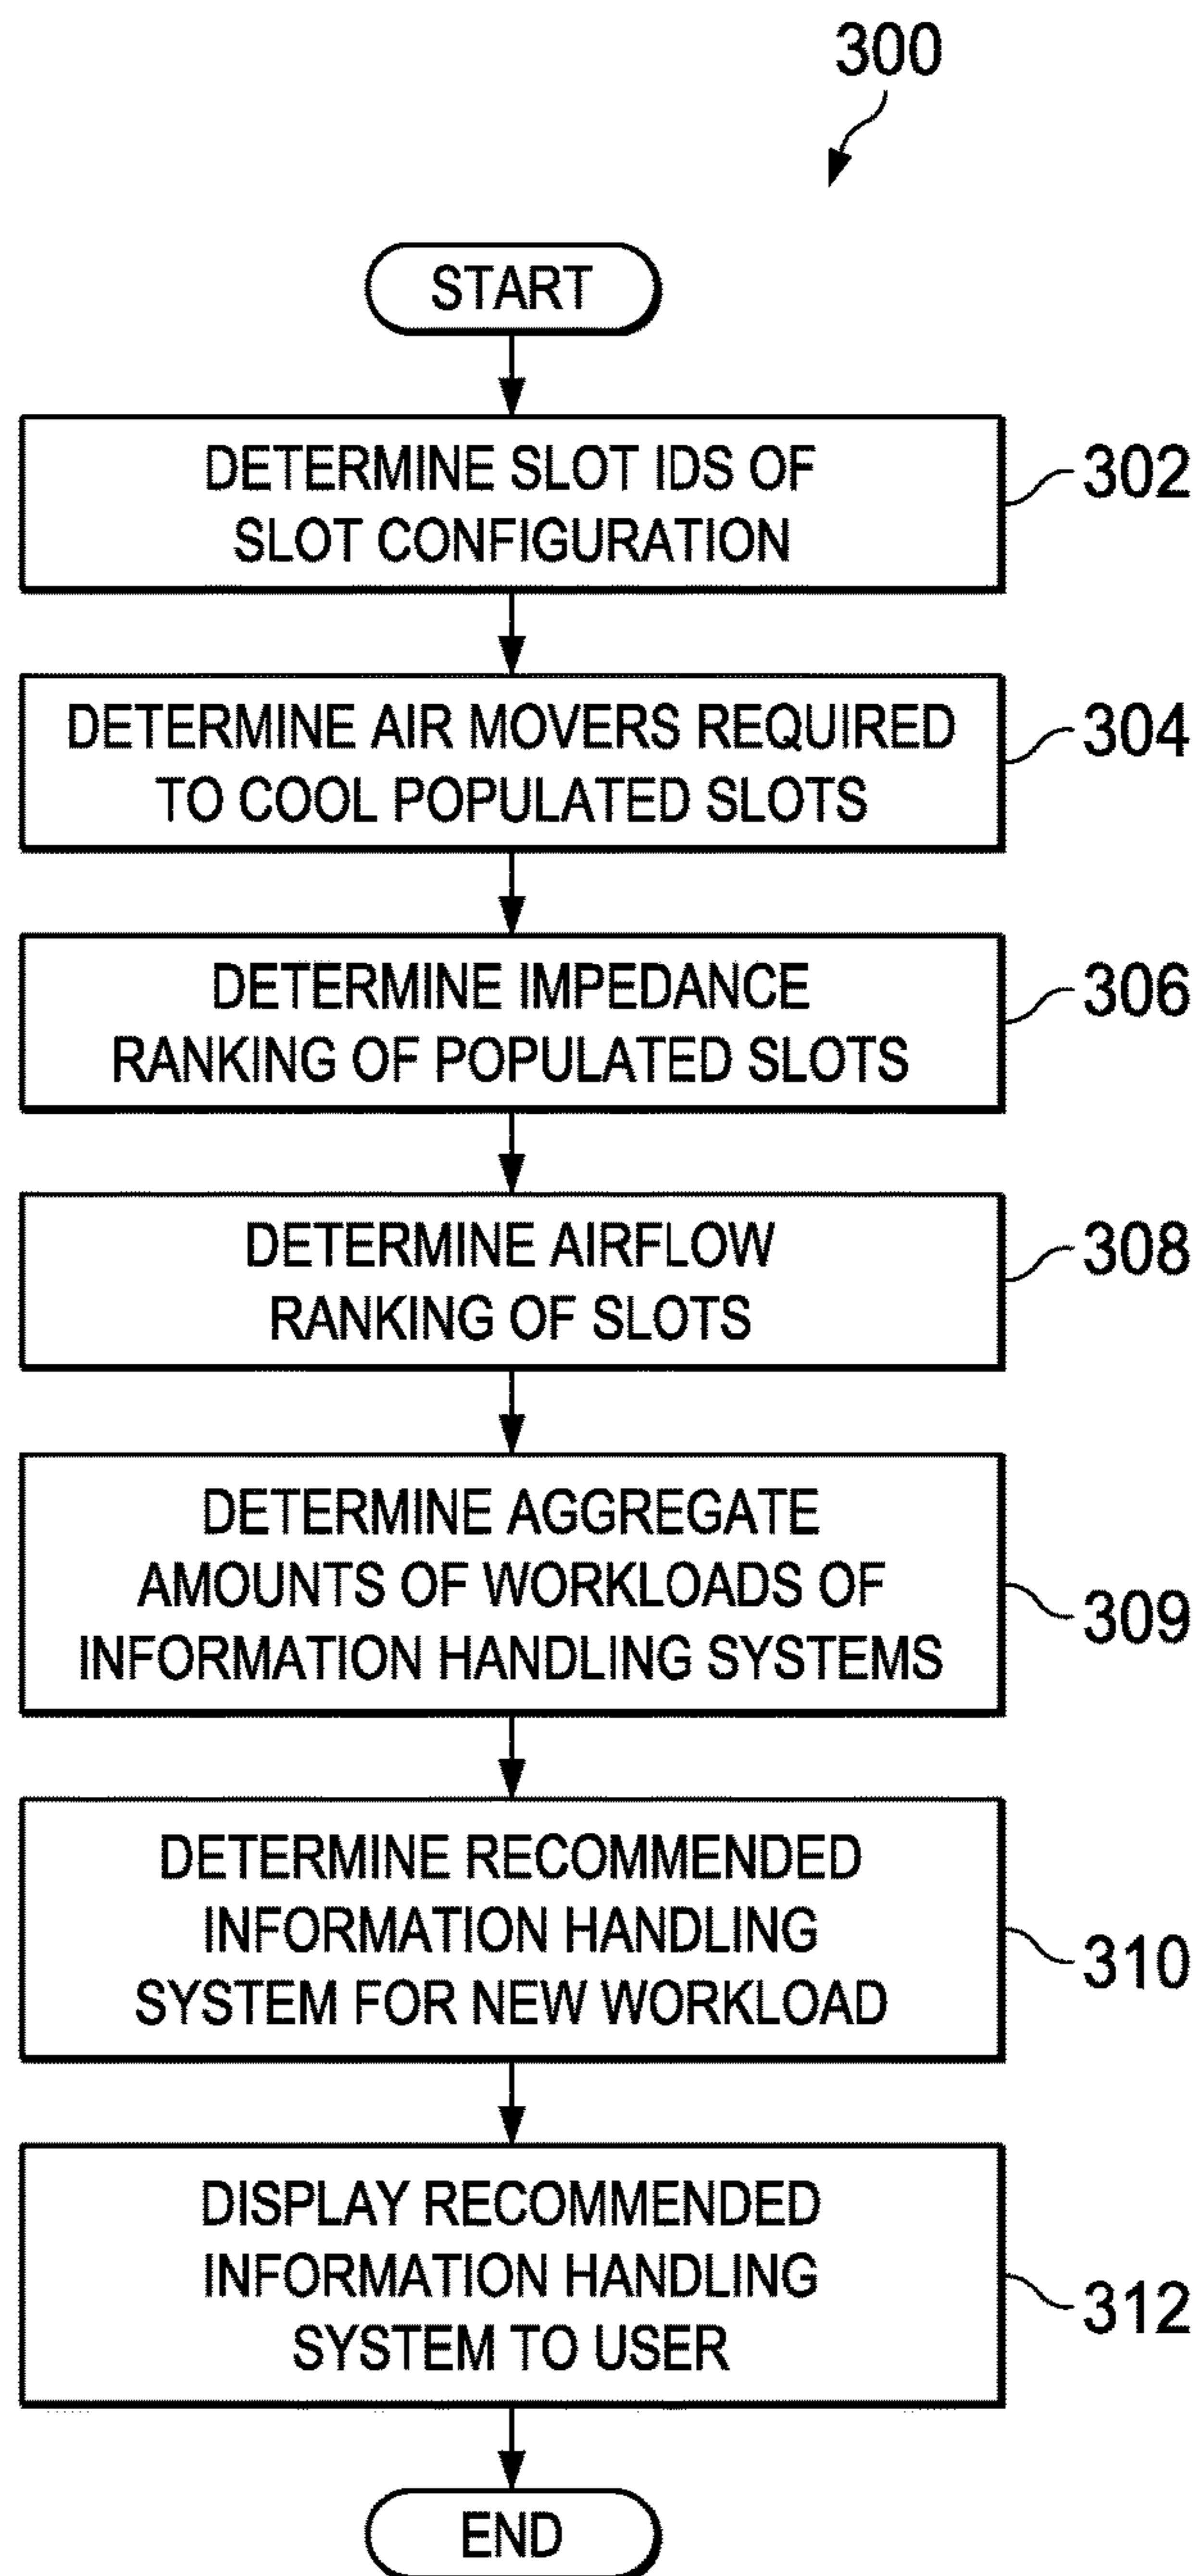 300
START
DETERMINE SLOT IDS OF
SLOT CONFIGURATION
302
DETERMINE AIR MOVERS REQUIRED
TO COOL POPULATED SLOTS
304
DETERMINE IMPEDANCE
RANKING OF POPULATED SLOTS
306
DETERMINE AIRFLOW
RANKING OF SLOTS
308
DETERMINE AGGREGATE
AMOUNTS OF WORKLOADS OF
INFORMATION HANDLING SYSTEMS
309
DETERMINE RECOMMENDED
INFORMATION HANDLING
SYSTEM FOR NEW WORKLOAD
310
DISPLAY RECOMMENDED
INFORMATION HANDLING
SYSTEM TO USER
312
END